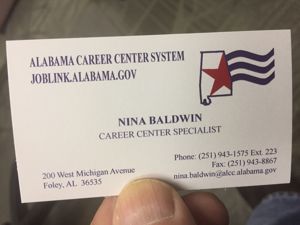 ALABAMA CAREER CENTER SYSTEM
JOBLINK.ALABAMA.GOV
NINA BALDWIN
CAREER CENTER SPECIALIST
Phone: (251) 943-1575 Ext. 223
Fax: (251) 943-8867
200 West Michigan Avenue
Foley, AL 36535
nina.baldwin@alcc.alabama.gov